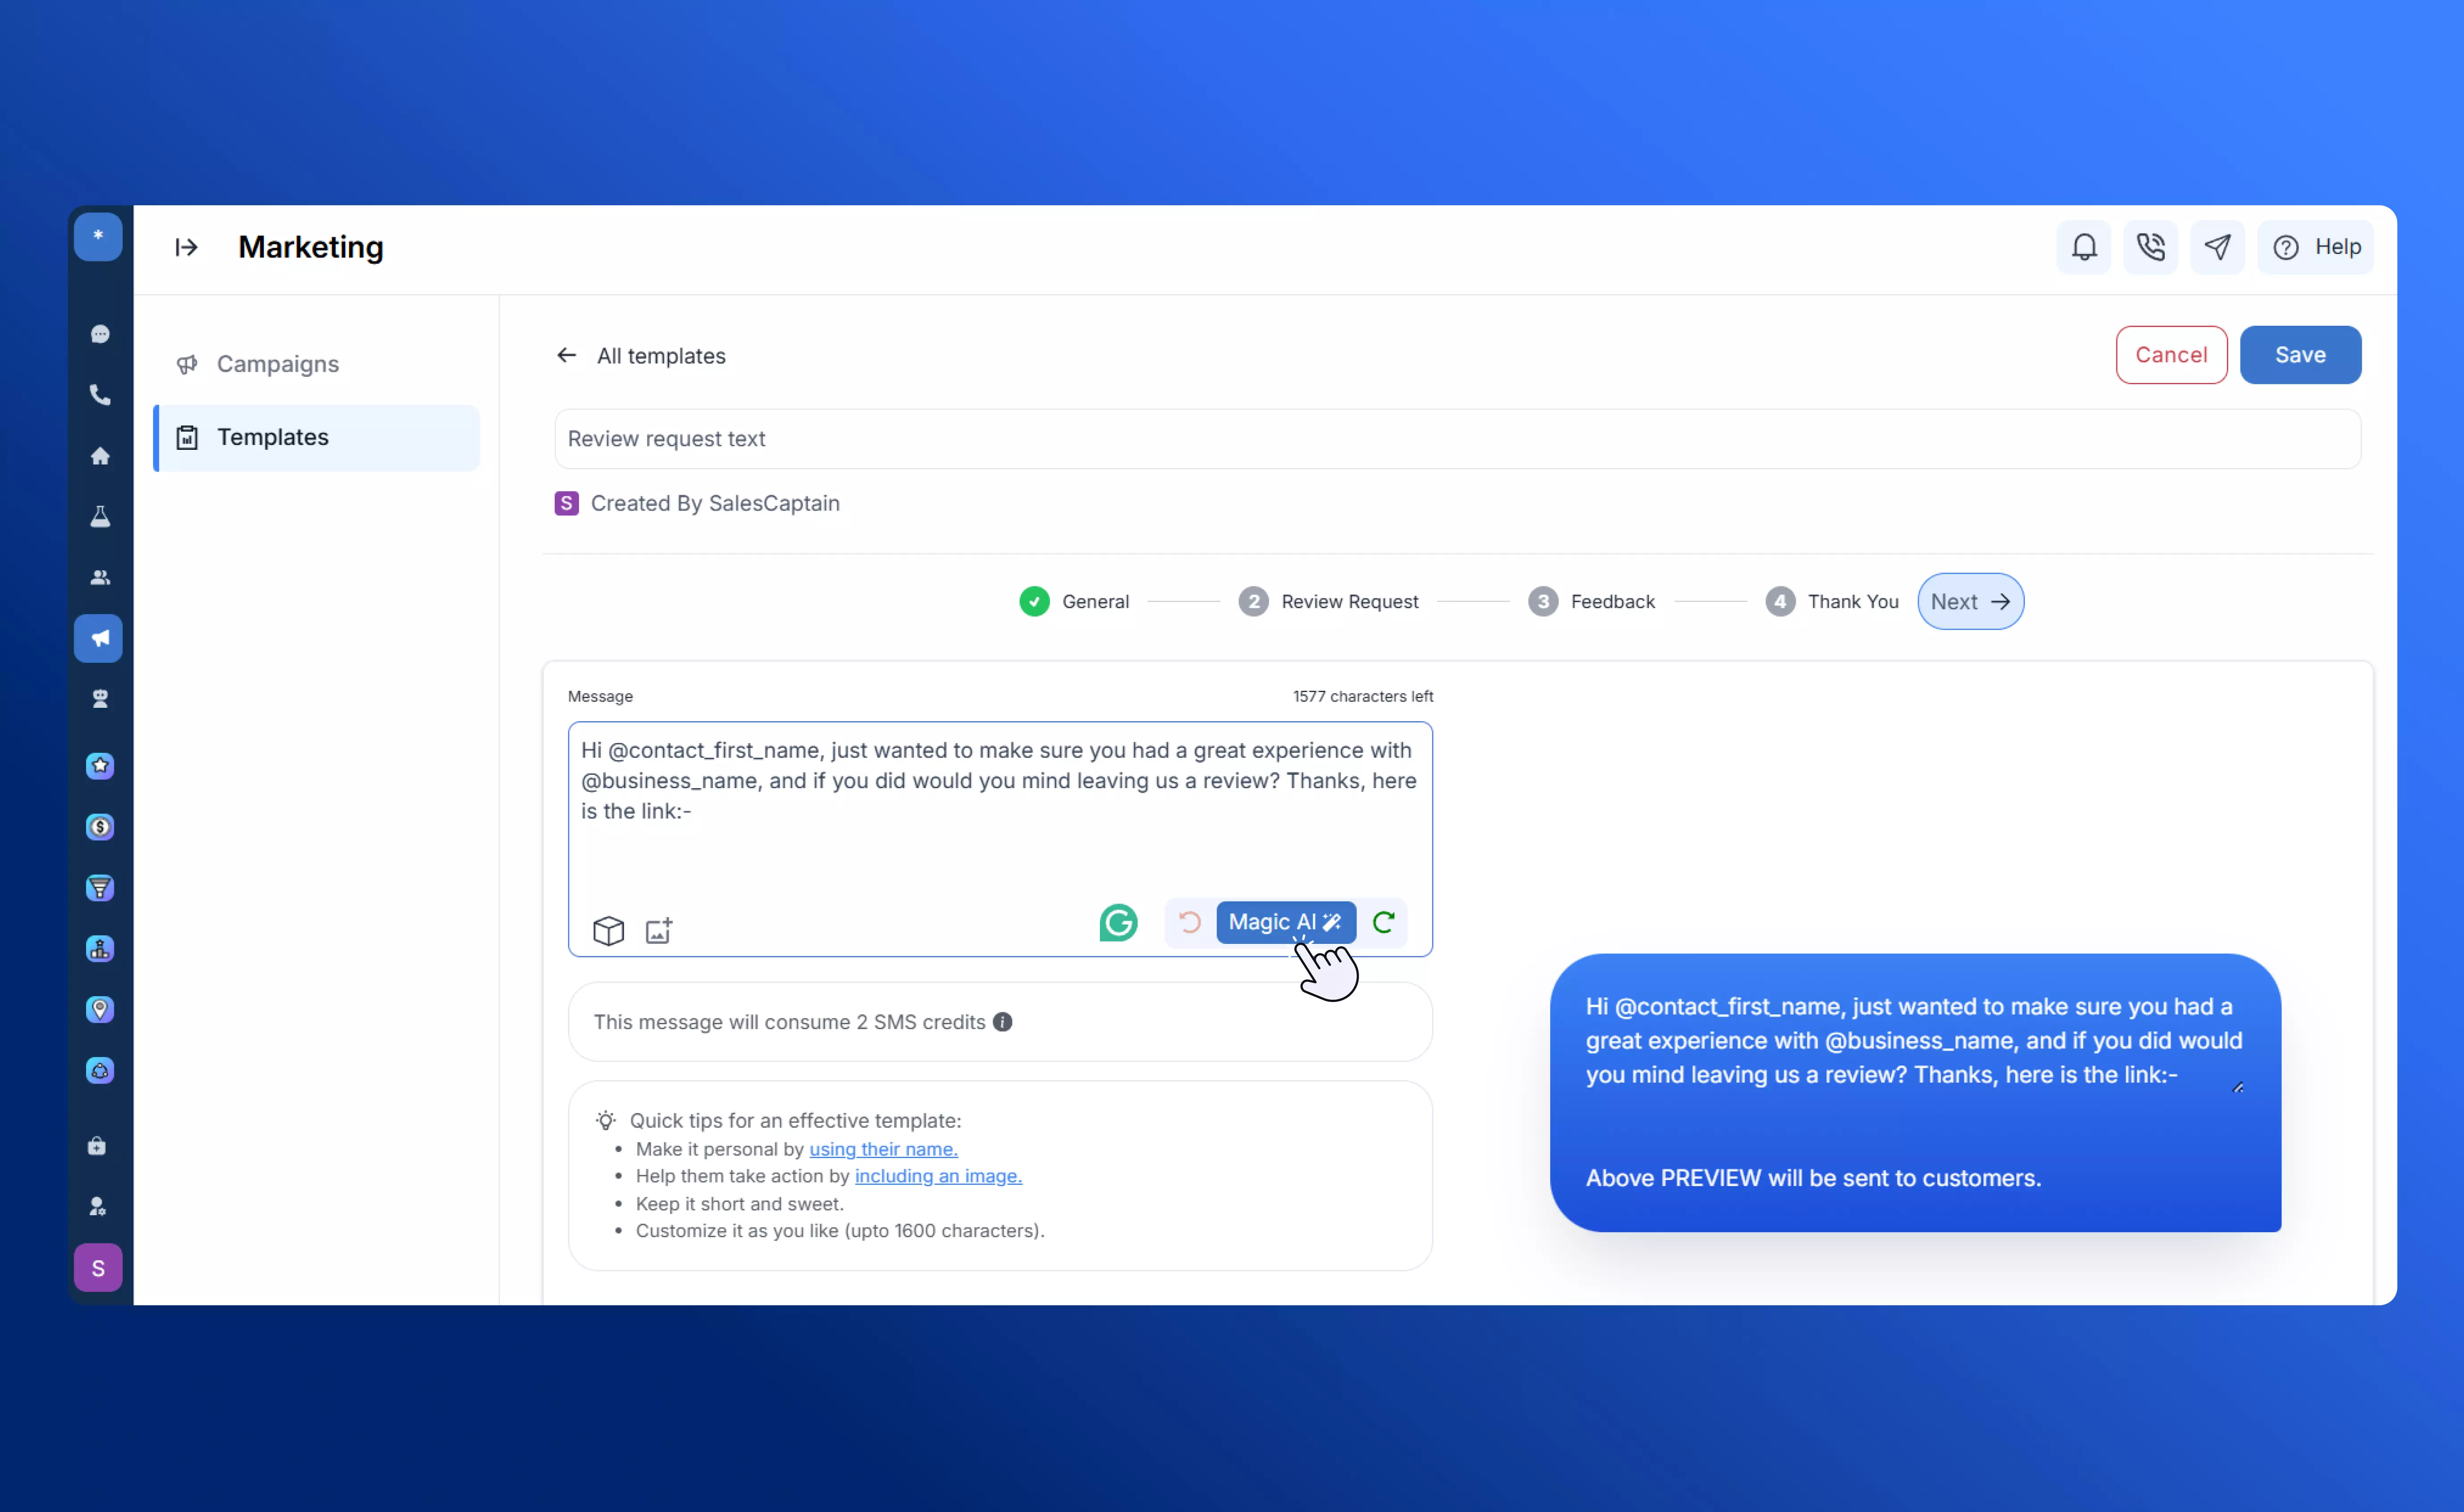 *
Marketing
Help
Campaigns
Templates
All templates
Cancel
Save
Review request text
S Created By SalesCaptain
General
2 Review Request
3 Feedback
4 Thank You
Next
Message
1577 characters left
Hi @contact_first_name, just wanted to make sure you had a great experience with
@business_name, and if you did would you mind leaving us a review? Thanks, here
is the link:-
Magic AI
This message will consume 2 SMS credits
Quick tips for an effective template:
• Make it personal by using their name.
• Help them take action by including an image.
• Keep it short and sweet.
• Customize it as you like (upto 1600 characters).
Hi @contact_first_name, just wanted to make sure you had a
great experience with @business_name, and if you did would
you mind leaving us a review? Thanks, here is the link:-
Above PREVIEW will be sent to customers.
S